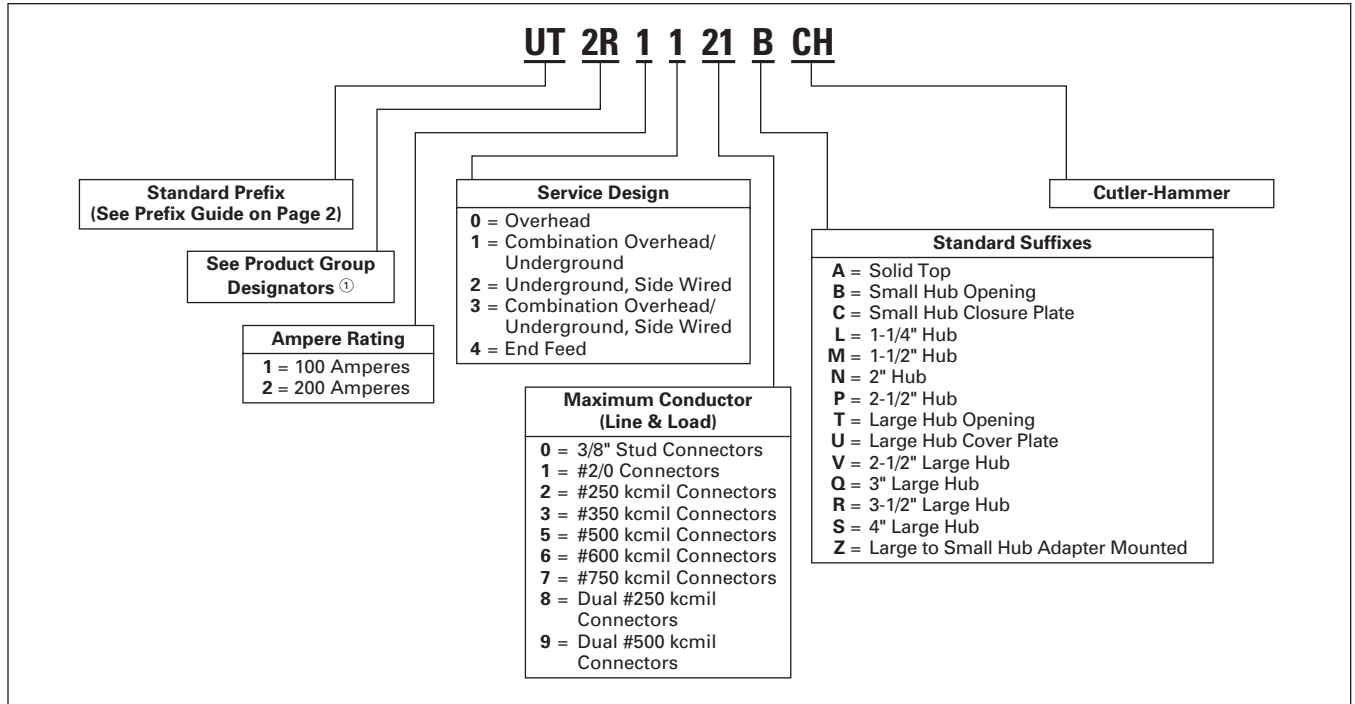 UT 2R 1 1 21 B CH
Standard Prefix
(See Prefix Guide on Page 2)
See Product Group
Designators ①
Ampere Rating
1 = 100 Amperes
2 = 200 Amperes
Service Design
0 = Overhead
1 = Combination Overhead/
Underground
2 = Underground, Side Wired
3 = Combination Overhead/
Underground, Side Wired
4 = End Feed
Maximum Conductor
(Line & Load)
0 = 3/8" Stud Connectors
1 = #2/0 Connectors
2 = #250 kcmil Connectors
3 = #350 kcmil Connectors
5 = #500 kcmil Connectors
6 = #600 kcmil Connectors
7 = #750 kcmil Connectors
8 = Dual #250 kcmil
Connectors
9 = Dual #500 kcmil
Connectors
Cutler-Hammer
Standard Suffixes
A = Solid Top
B = Small Hub Opening
C = Small Hub Closure Plate
L = 1-1/4" Hub
M = 1-1/2" Hub
N = 2" Hub
P = 2-1/2" Hub
T = Large Hub Opening
U = Large Hub Cover Plate
V = 2-1/2" Large Hub
Q = 3" Large Hub
R = 3-1/2" Large Hub
S = 4" Large Hub
Z = Large to Small Hub Adapter Mounted